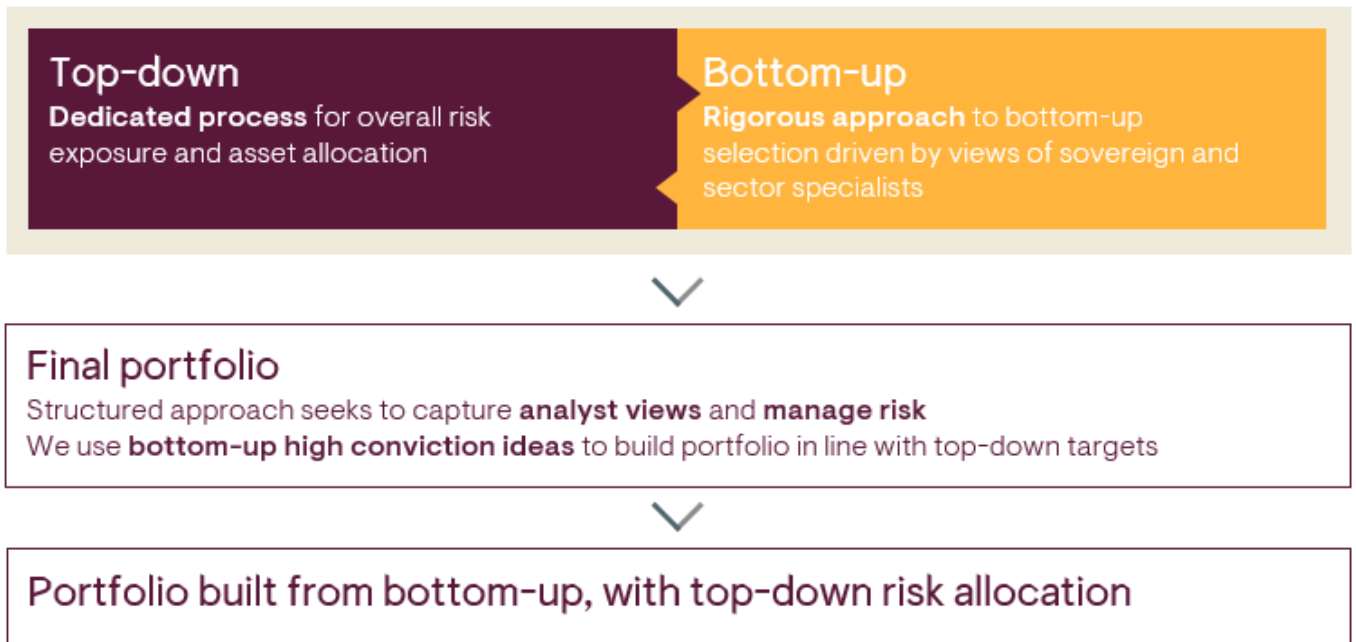 Top-down
Dedicated process for overall risk
exposure and asset allocation
Bottom-up
Rigorous approach to bottom-up
selection driven by views of sovereign and
sector specialists
Final portfolio
Structured approach seeks to capture analyst views and manage risk
We use bottom-up high conviction ideas to build portfolio in line with top-down targets
Portfolio built from bottom-up, with top-down risk allocation